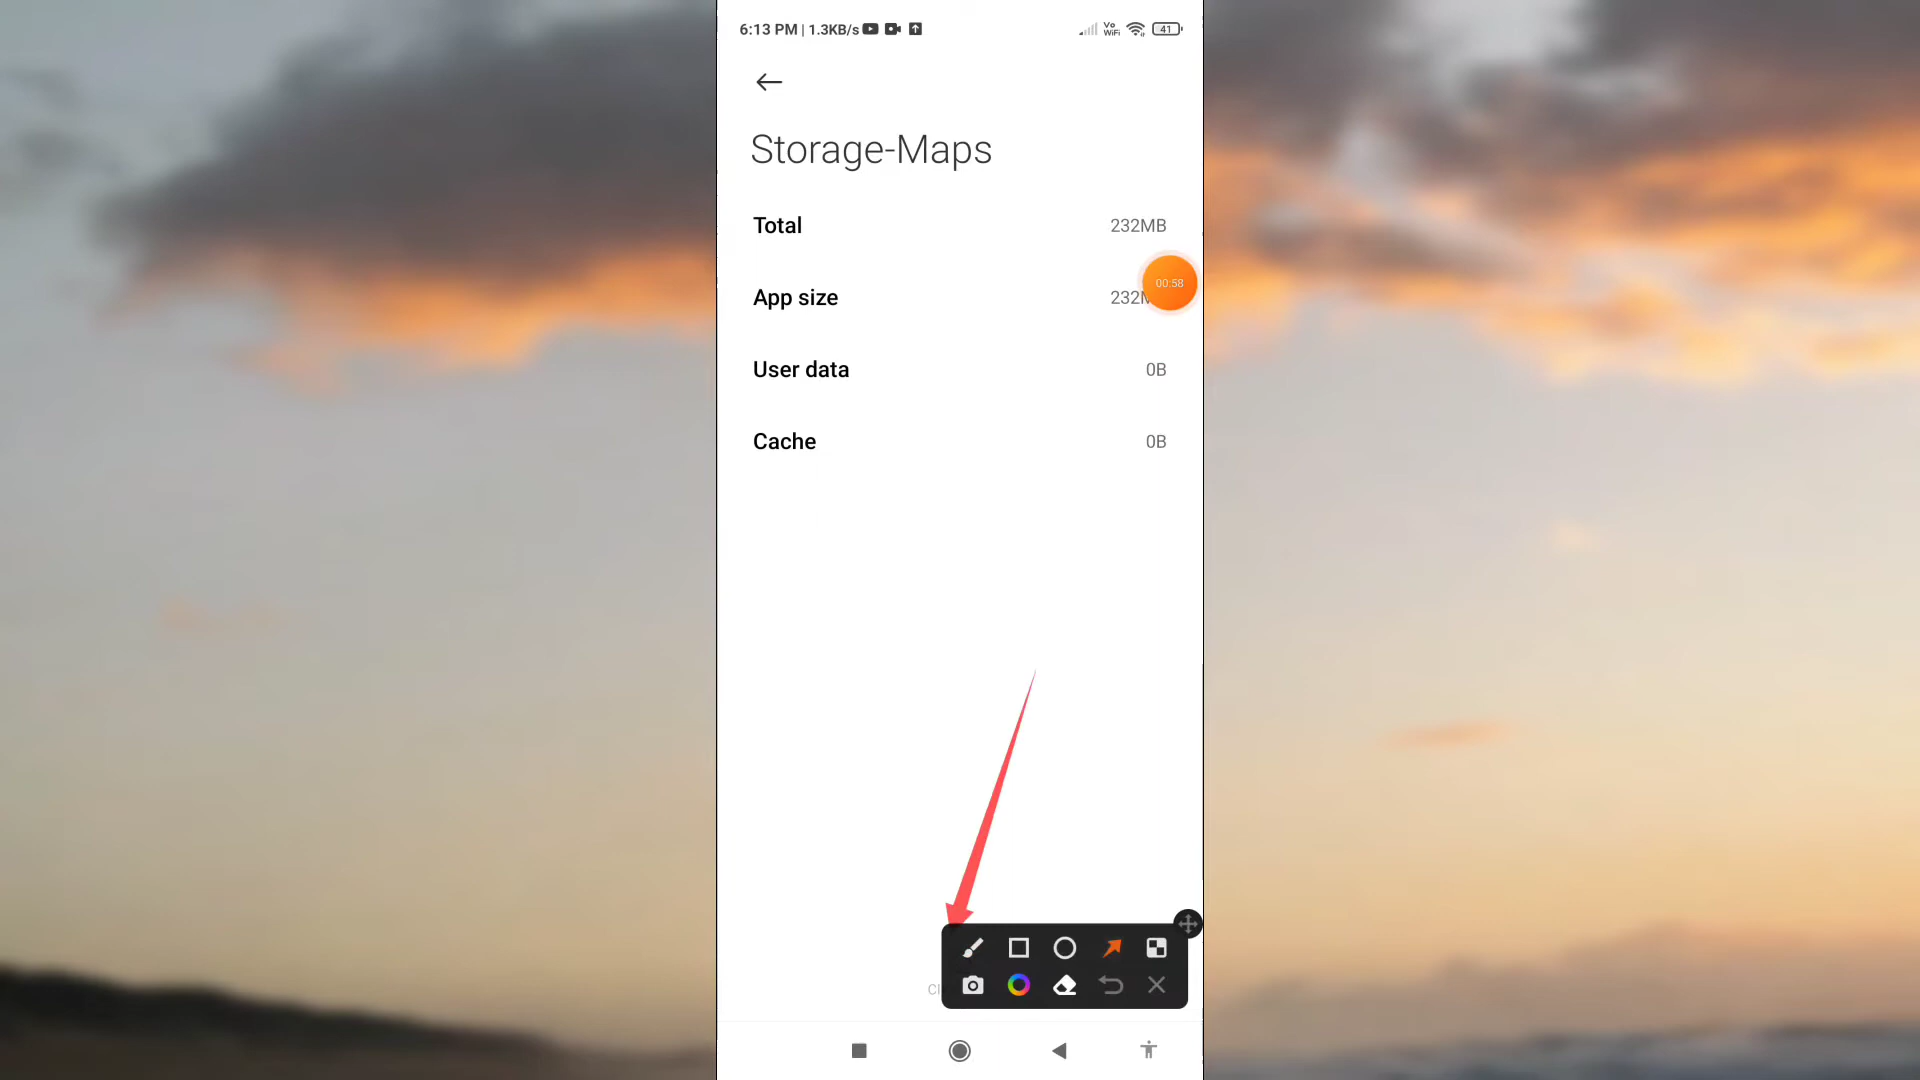 6:13 PM | 1.3KB/s Vo WiFi 41
Storage-Maps
Total 232MB
00:58
App size 232M
User data 0B
Cache 0B